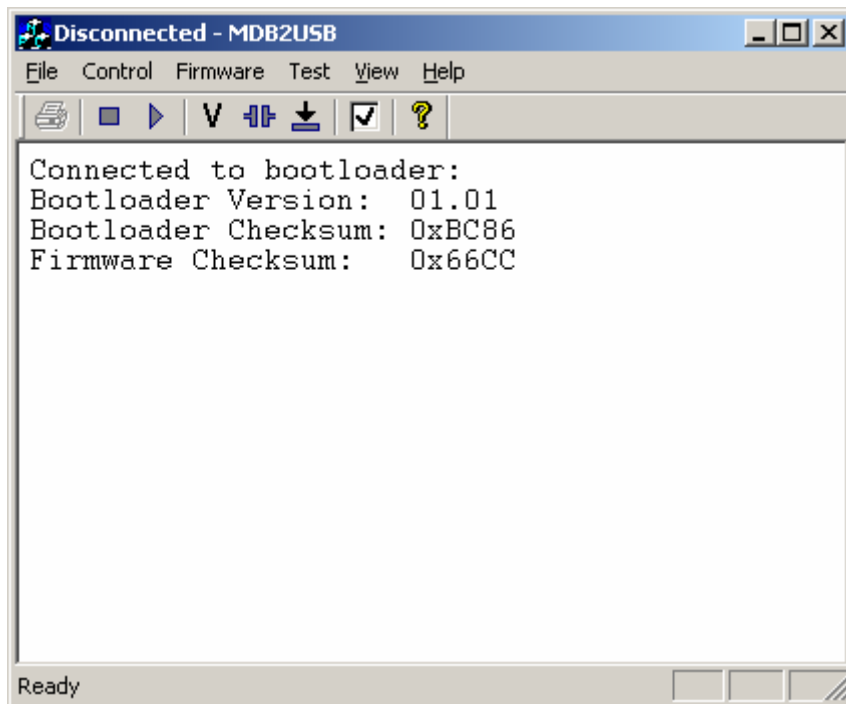 Disconnected - MDB2USB
File Control Firmware Test View Help
V
Connected to bootloader:
Bootloader Version: 01.01
Bootloader Checksum: 0xBC86
Firmware Checksum: 0x66CC
Ready